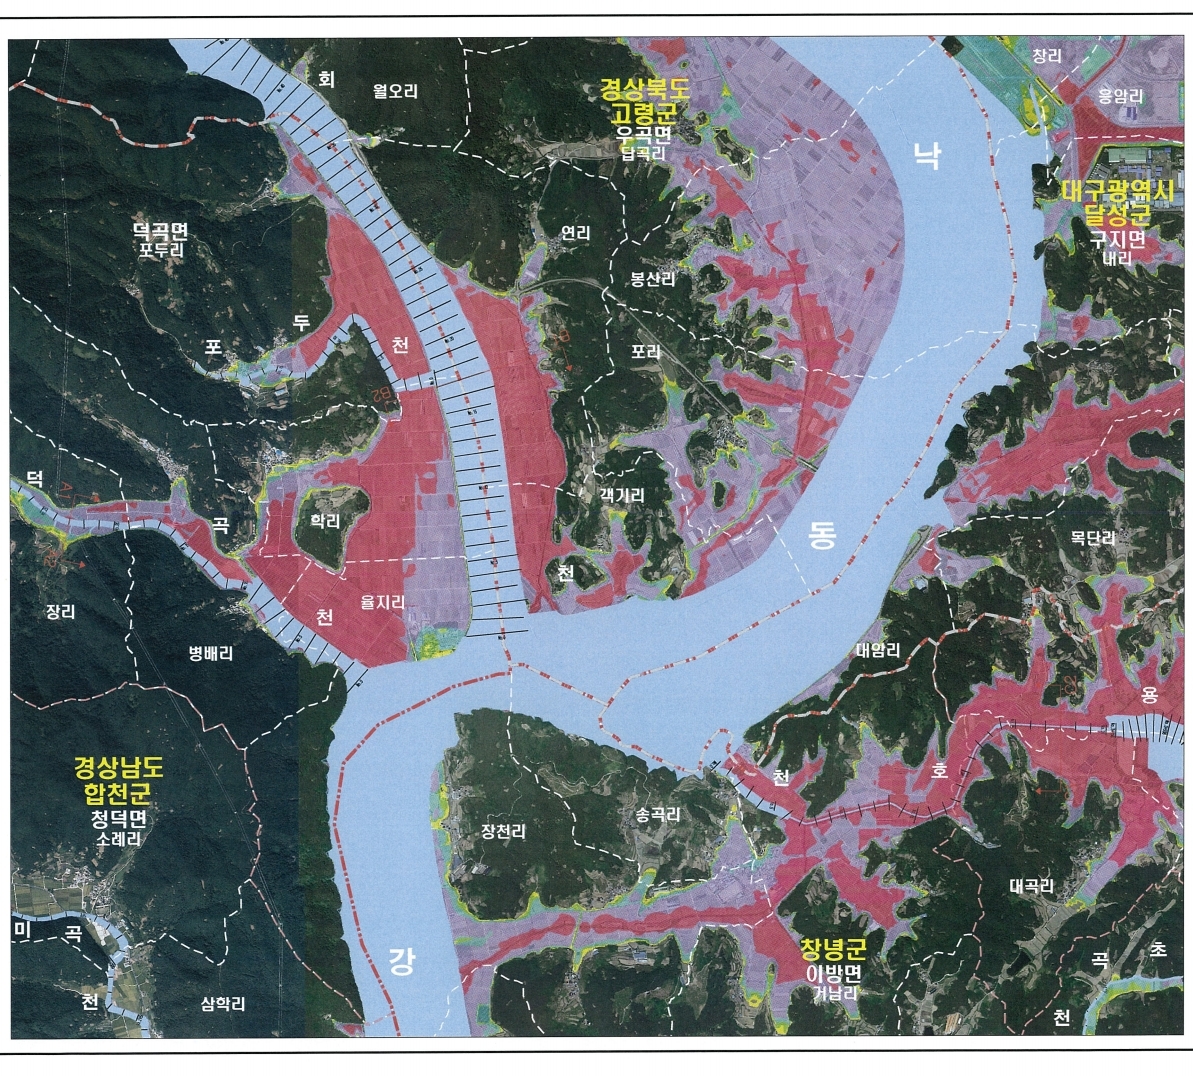 회
월오리
경상북도
고령군
우곡면
답곡리
창리
응암리
낙
대구광역시
달성군
구지면
내리
덕곡면
포두리
연리
봉산리
포
두
천
포리
B2
덕
A1
곡
학리
객기리
동
목단리
천
장리
천
율지리
병배리
대암리
용
경상남도
합천군
청덕면
소례리
천
호
장천리
송곡리
대곡리
미
곡
강
창녕군
이방면
거남리
곡
초
천
삼학리
천